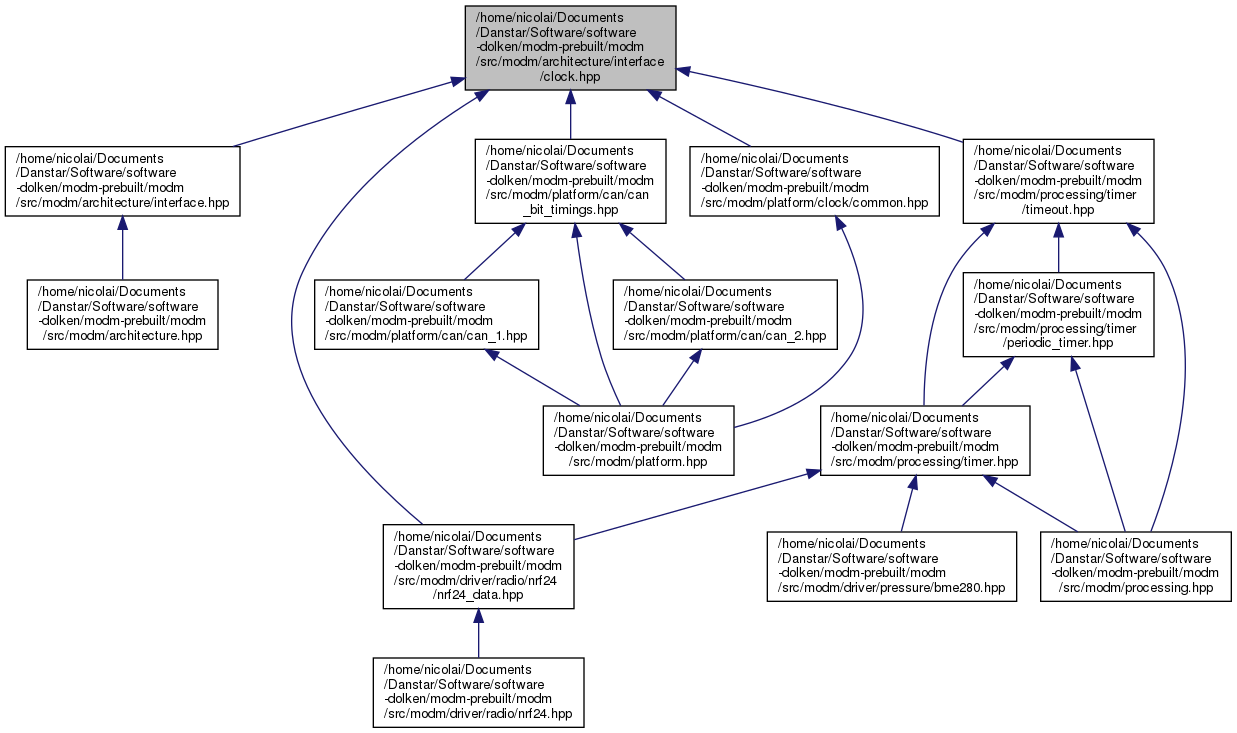 /home/nicolai/Documents
/Danstar/Software/software
-dolken/modm-prebuilt/modm
/src/modm/architecture/interface
/clock.hpp
/home/nicolai/Documents
/Danstar/Software/software
-dolken/modm-prebuilt/modm
/src/modm/architecture/interface.hpp
/home/nicolai/Documents
/Danstar/Software/software
-dolken/modm-prebuilt/modm
/src/modm/platform/can/can
_bit_timings.hpp
/home/nicolai/Documents
/Danstar/Software/software
-dolken/modm-prebuilt/modm
/src/modm/platform/clock/common.hpp
/home/nicolai/Documents
/Danstar/Software/software
-dolken/modm-prebuilt/modm
/src/modm/processing/timer
/timeout.hpp
/home/nicolai/Documents
/Danstar/Software/software
-dolken/modm-prebuilt/modm
/src/modm/architecture.hpp
/home/nicolai/Documents
/Danstar/Software/software
-dolken/modm-prebuilt/modm
/src/modm/platform/can/can_1.hpp
/home/nicolai/Documents
/Danstar/Software/software
-dolken/modm-prebuilt/modm
/src/modm/platform/can/can_2.hpp
/home/nicolai/Documents
/Danstar/Software/software
-dolken/modm-prebuilt/modm
/src/modm/processing/timer
/periodic_timer.hpp
/home/nicolai/Documents
/Danstar/Software/software
-dolken/modm-prebuilt/modm
/src/modm/platform.hpp
/home/nicolai/Documents
/Danstar/Software/software
-dolken/modm-prebuilt/modm
/src/modm/processing/timer.hpp
/home/nicolai/Documents
/Danstar/Software/software
-dolken/modm-prebuilt/modm
/src/modm/driver/radio/nrf24
/nrf24_data.hpp
/home/nicolai/Documents
/Danstar/Software/software
-dolken/modm-prebuilt/modm
/src/modm/driver/pressure/bme280.hpp
/home/nicolai/Documents
/Danstar/Software/software
-dolken/modm-prebuilt/modm
/src/modm/processing.hpp
/home/nicolai/Documents
/Danstar/Software/software
-dolken/modm-prebuilt/modm
/src/modm/driver/radio/nrf24.hpp